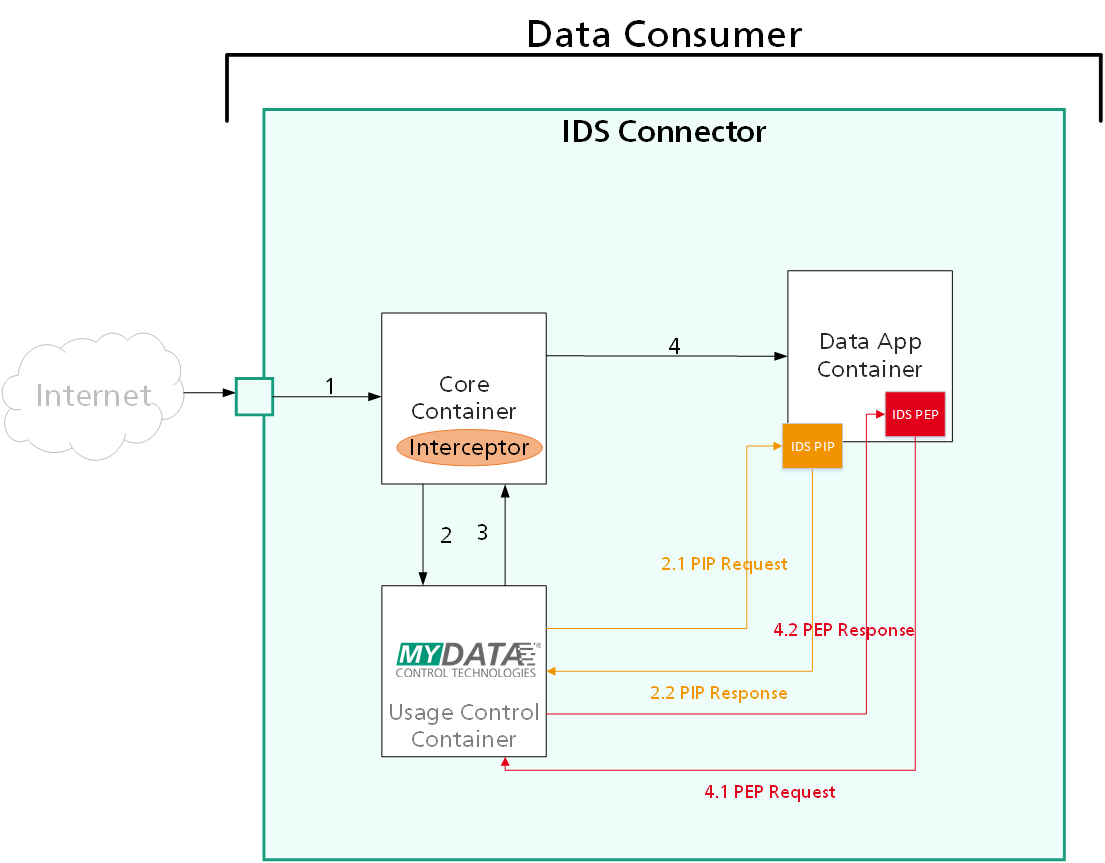 Data Consumer
IDS Connector
Internet
1
Core
Container
Interceptor
4
Data App
Container
IDS PEP
IDS PIP
2
3
2.1 PIP Request
4.2 PEP Response
MYDATA®
CONTROL TECHNOLOGIES
Usage Control
Container
2.2 PIP Response
4.1 PEP Request